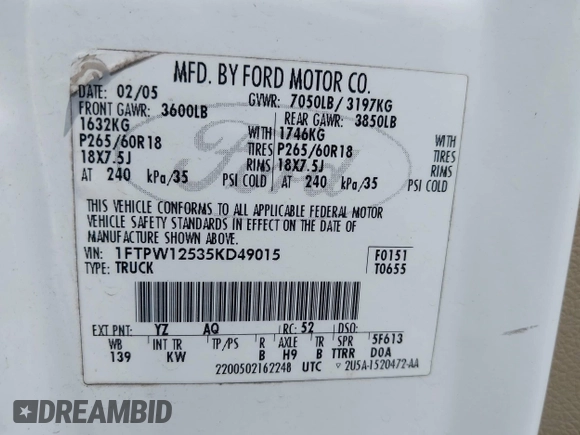 MFD. BY FORD MOTOR CO.
DATE: 02/05 GVWR: 7050LB/ 3197KG
FRONT GAWR: 3600LB REAR GAWR: 3850LB
1632KG WITH 1746KG WITH
P265/60R18 TIRES P265/60R18 TIRES
18X7.5J RIMS 18X7.5J RIMS
AT 240 kPa/35 PSI COLD AT 240 kPa/35 PSI COLD
THIS VEHICLE CONFORMS TO ALL APPLICABLE FEDERAL MOTOR
VEHICLE SAFETY STANDARDS IN EFFECT ON THE DATE OF
MANUFACTURE SHOWN ABOVE.
VIN: 1FTPW12535KD49015 F0151
TYPE: TRUCK T0655
EXT PNT: YZ AQ RC: 52 DSO:
WB INT TR TP/PS R AXLE TR SPR 5F613
139 KW B H9 B TTRR DOA
2200502162248 UTC 2U5A-1520472-AA
Ford
DREAMBID